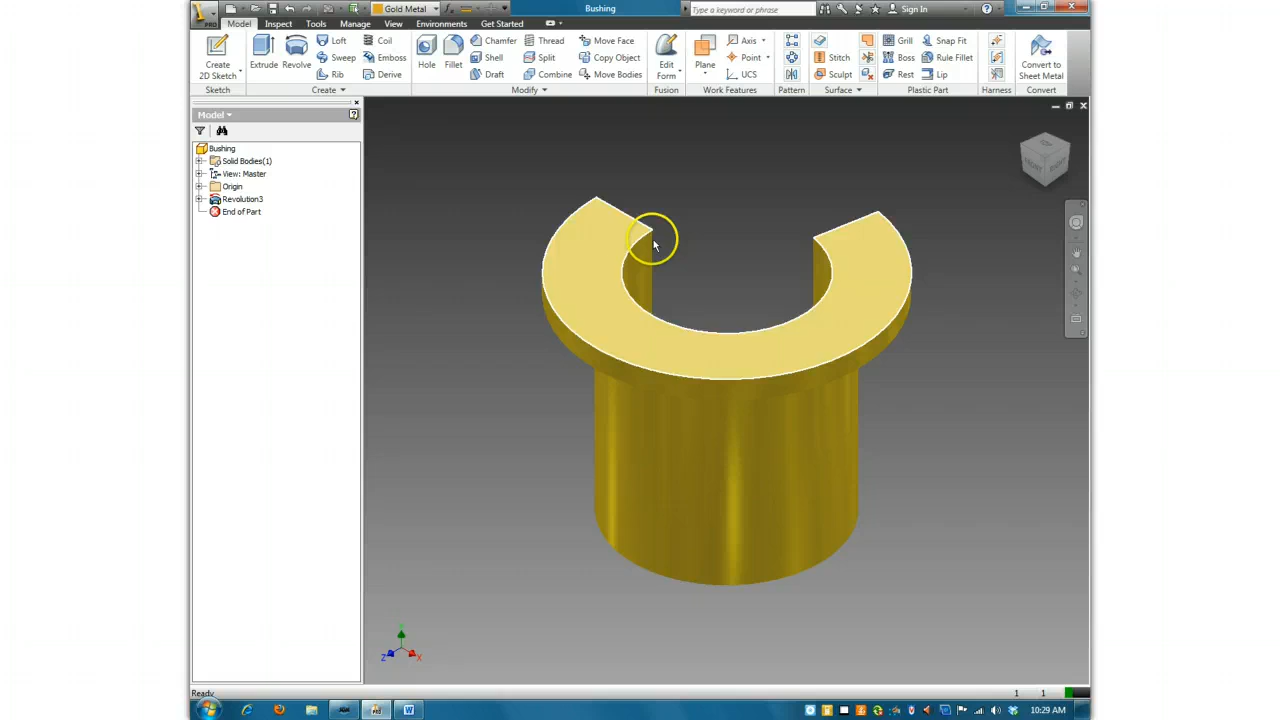 Gold Metal
Bushing
Type a keyword or phrase
Sign In
PRO
Model
Inspect
Tools
Manage
View
Environments
Get Started
Create
2D Sketch
Extrude
Revolve
Loft
Sweep
Rib
Coil
Emboss
Derive
Hole
Fillet
Chamfer
Shell
Draft
Thread
Split
Combine
Move Face
Copy Object
Move Bodies
Edit
Form
Plane
Axis
Point
UCS
Stitch
Sculpt
Grill
Boss
Rest
Snap Fit
Rule Fillet
Lip
Convert to
Sheet Metal
Sketch
Create
Modify
Fusion
Work Features
Pattern
Surface
Plastic Part
Harness
Convert
Model
Bushing
Solid Bodies(1)
View: Master
Origin
Revolution3
End of Part
FRONT
RIGHT
Y
Z
X
Ready
1 1
10:29 AM